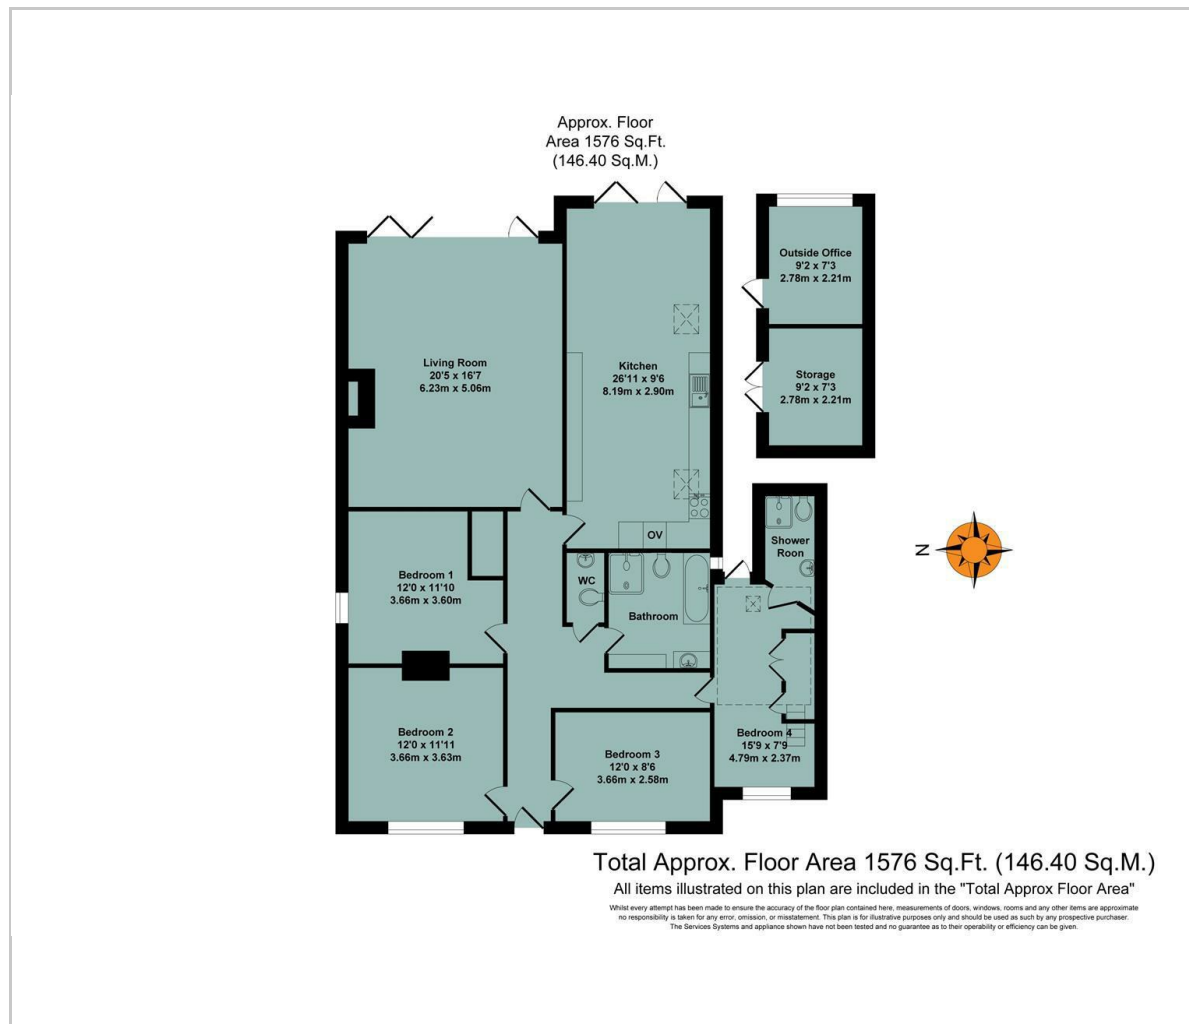 Approx. Floor
Area 1576 Sq.Ft.
(146.40 Sq.M.)
Living Room
20'5 x 16'7
6.23m x 5.06m
Kitchen
26'11 x 9'6
8.19m x 2.90m
Outside Office
9'2 x 7'3
2.78m x 2.21m
Storage
9'2 x 7'3
2.78m x 2.21m
OV
Shower
Roon
WC
Bathroom
Bedroom 1
12'0 x 11'10
3.66m x 3.60m
Bedroom 2
12'0 x 11'11
3.66m x 3.63m
Bedroom 3
12'0 x 8'6
3.66m x 2.58m
Bedroom 4
15'9 x 7'9
4.79m x 2.37m
N
Total Approx. Floor Area 1576 Sq.Ft. (146.40 Sq.M.)
All items illustrated on this plan are included in the "Total Approx Floor Area"
Whilst every attempt has been made to ensure the accuracy of the floor plan contained here, measurements of doors, windows, rooms and any other items are approximate
no responsibility is taken for any error, omission, or misstatement. This plan is for illustrative purposes only and should be used as such by any prospective purchaser.
The Services Systems and appliance shown have not been tested and no guarantee as to their operability or efficiency can be given.